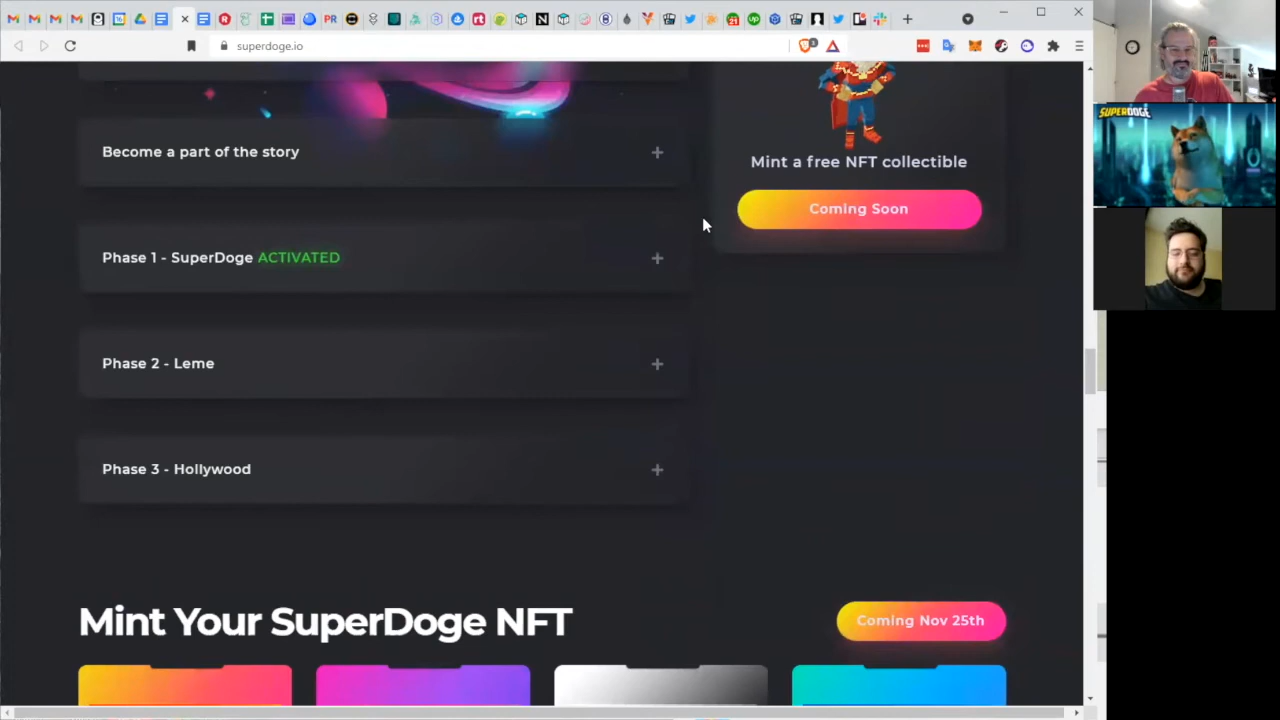 superdoge.io
Become a part of the story
Phase 1 - SuperDoge ACTIVATED
Phase 2 - Leme
Phase 3 - Hollywood
Mint a free NFT collectible
Coming Soon
Mint Your SuperDoge NFT
Coming Nov 25th
SUPERDOGE